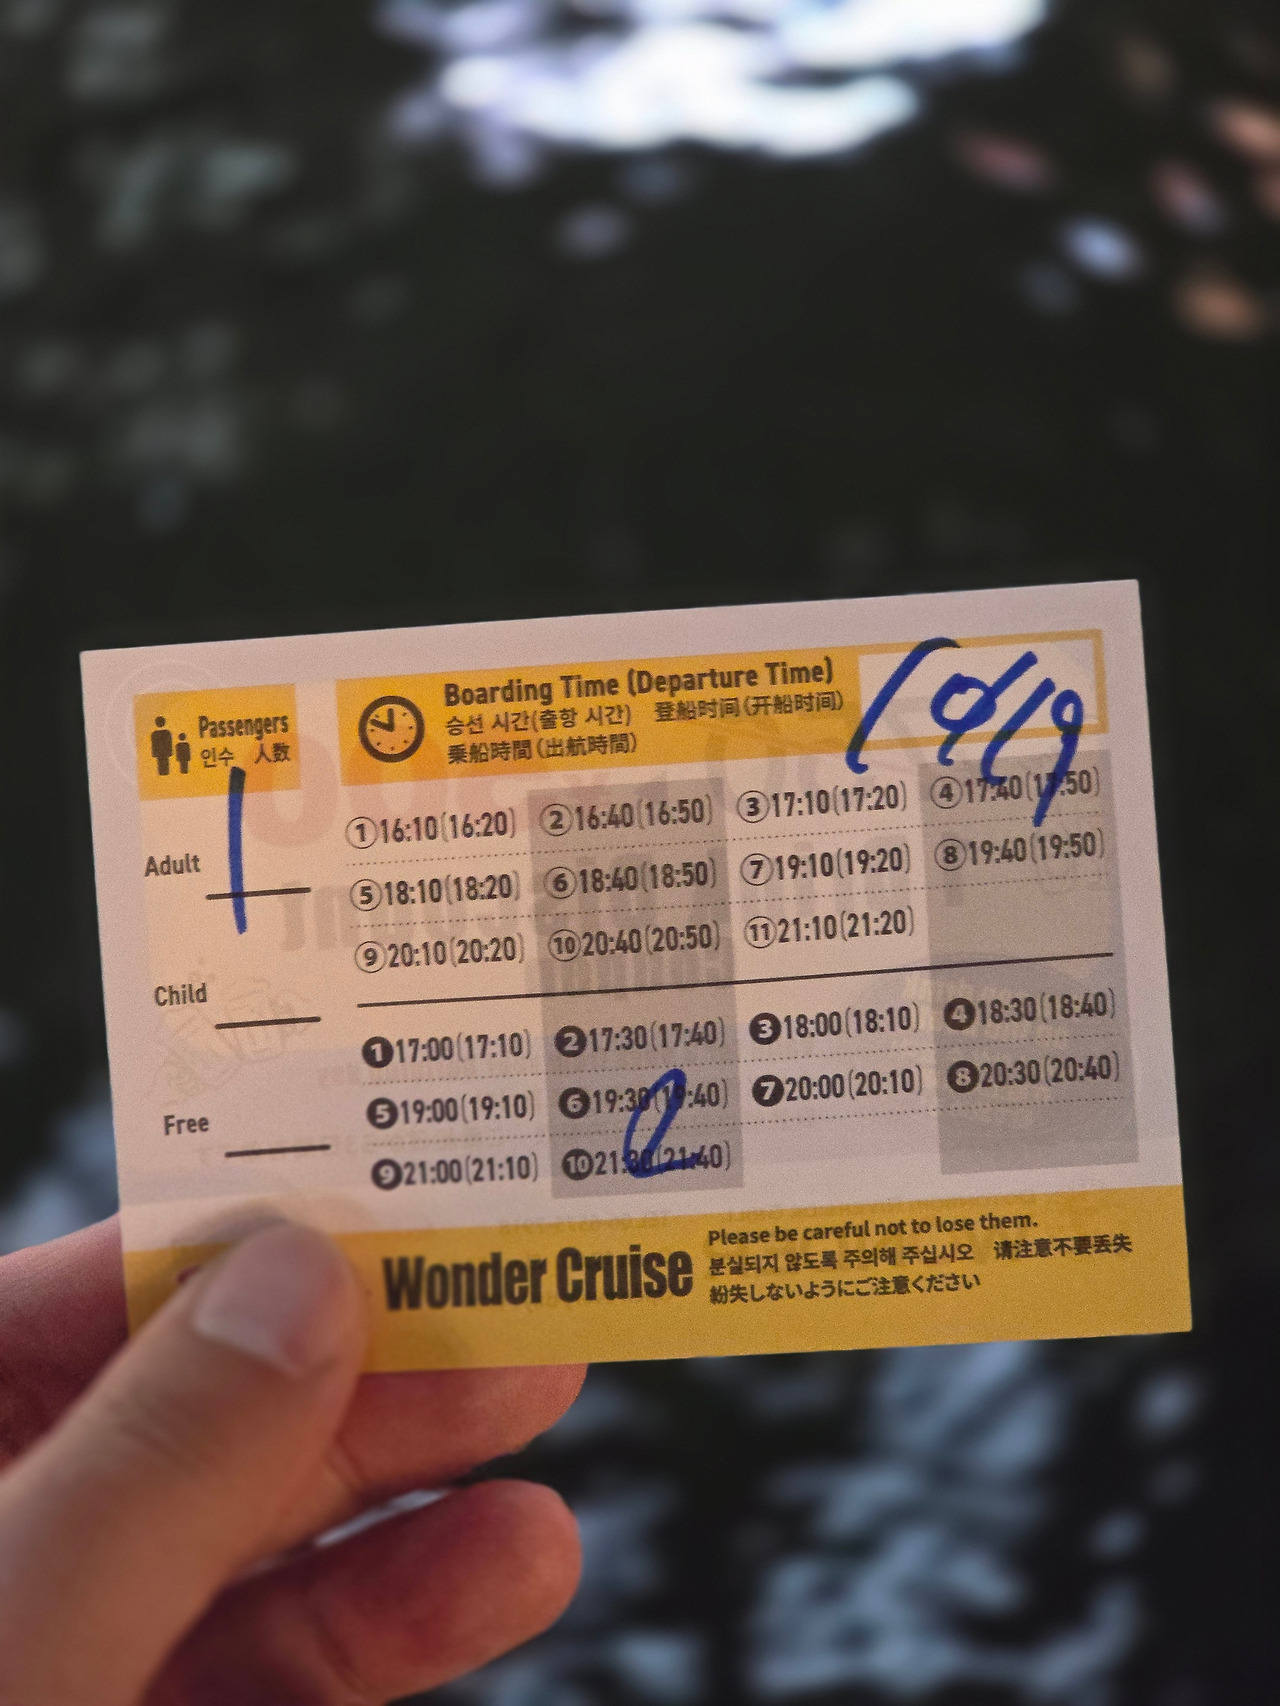 Passengers
인수 人数
Boarding Time (Departure Time)
승선 시간(출항 시간) 登船时间(开船时间)
乗船時間(出航時間)
10/19
Adult 1
Child
Free
①16:10(16:20) ②16:40(16:50) ③17:10(17:20) ④17:40(17:50)
⑤18:10(18:20) ⑥18:40(18:50) ⑦19:10(19:20) ⑧19:40(19:50)
⑨20:10(20:20) ⑩20:40(20:50) ⑪21:10(21:20)
❶17:00(17:10) ❷17:30(17:40) ❸18:00(18:10) ❹18:30(18:40)
❺19:00(19:10) ❻19:30(19:40) ❼20:00(20:10) ❽20:30(20:40)
❾21:00(21:10) ❿21:30(21:40)
Wonder Cruise
Please be careful not to lose them.
분실되지 않도록 주의해 주십시오 请注意不要丢失
紛失しないようにご注意ください